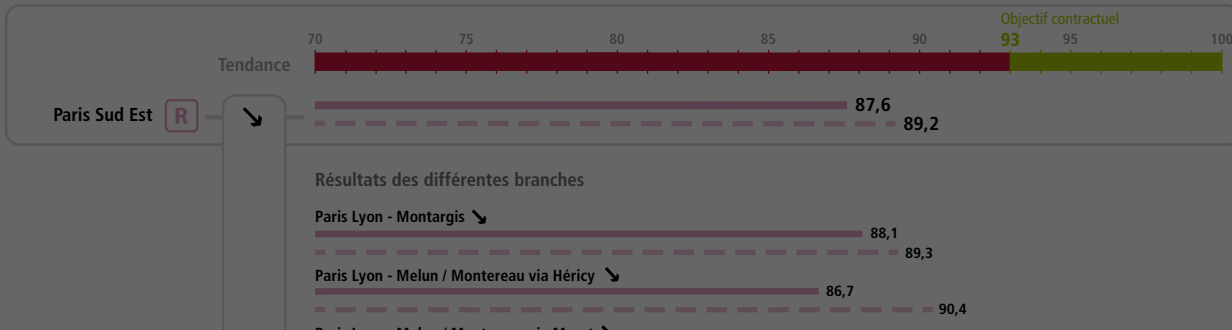 Objectif contractuel
70 75 80 85 90 93 95 100
Tendance
Paris Sud Est R 87,6
89,2
Résultats des différentes branches
Paris Lyon - Montargis
88,1
89,3
Paris Lyon - Melun / Montereau via Héricy
86,7
90,4